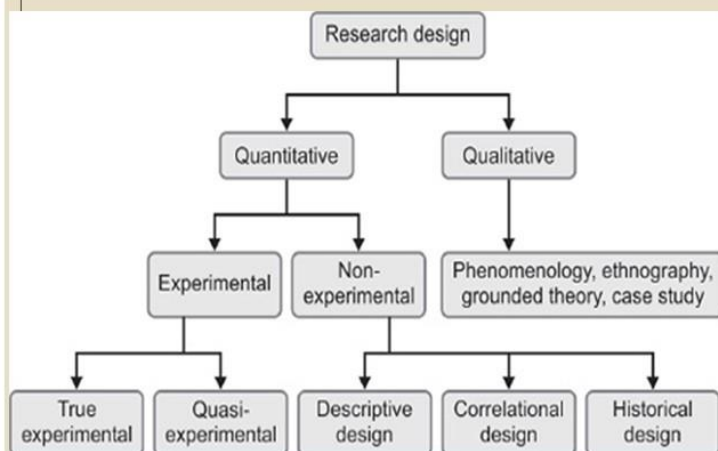 Research design
Quantitative
Qualitative
Experimental
Non-
experimental
Phenomenology, ethnography,
grounded theory, case study
True
experimental
Quasi-
experimental
Descriptive
design
Correlational
design
Historical
design